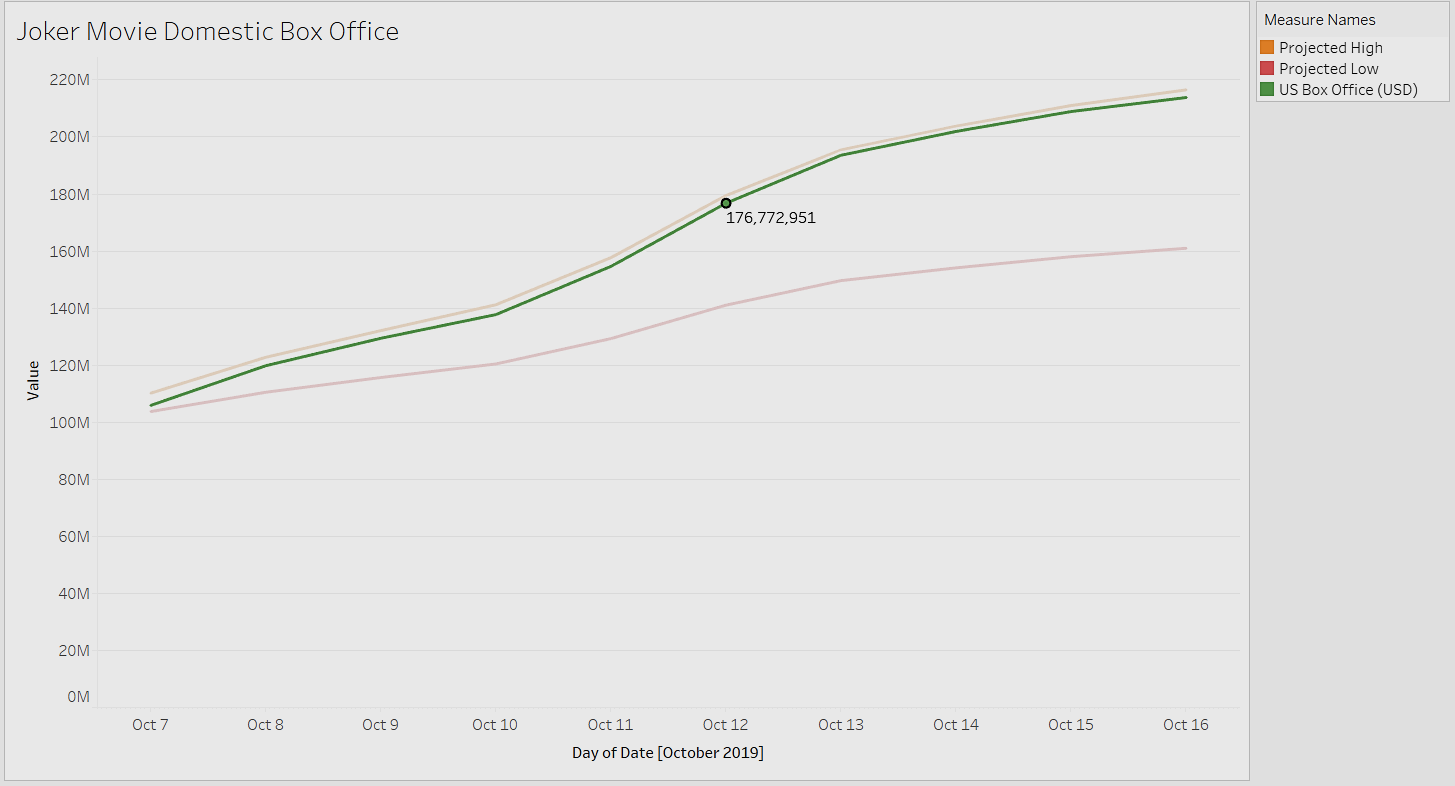 Joker Movie Domestic Box Office
Measure Names
Projected High
Projected Low
US Box Office (USD)
220M
200M
180M
160M
140M
120M
100M
80M
60M
40M
20M
0M
Value
176,772,951
Oct 7 Oct 8 Oct 9 Oct 10 Oct 11 Oct 12 Oct 13 Oct 14 Oct 15 Oct 16
Day of Date [October 2019]